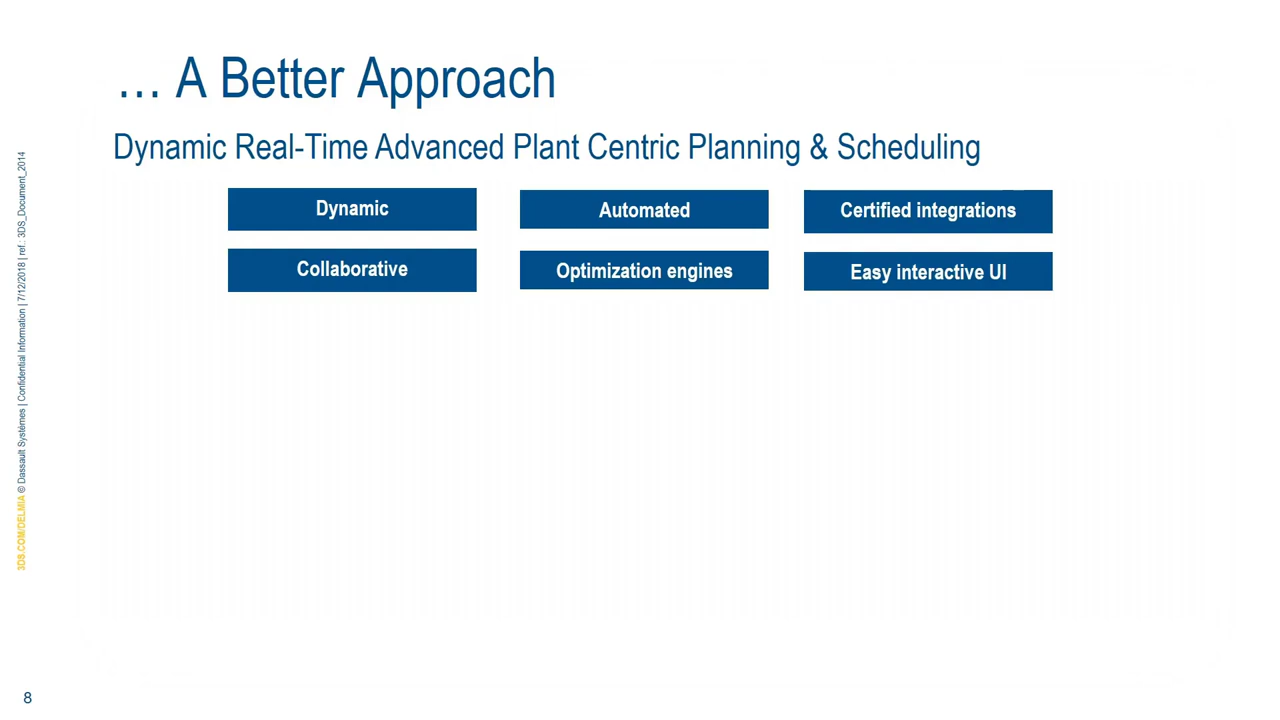 … A Better Approach
Dynamic Real-Time Advanced Plant Centric Planning & Scheduling
Dynamic
Automated
Certified integrations
Collaborative
Optimization engines
Easy interactive UI
3DS.COM/DELMIA © Dassault Systèmes | Confidential Information | 7/12/2018 | ref.: 3DS_Document_2014
8